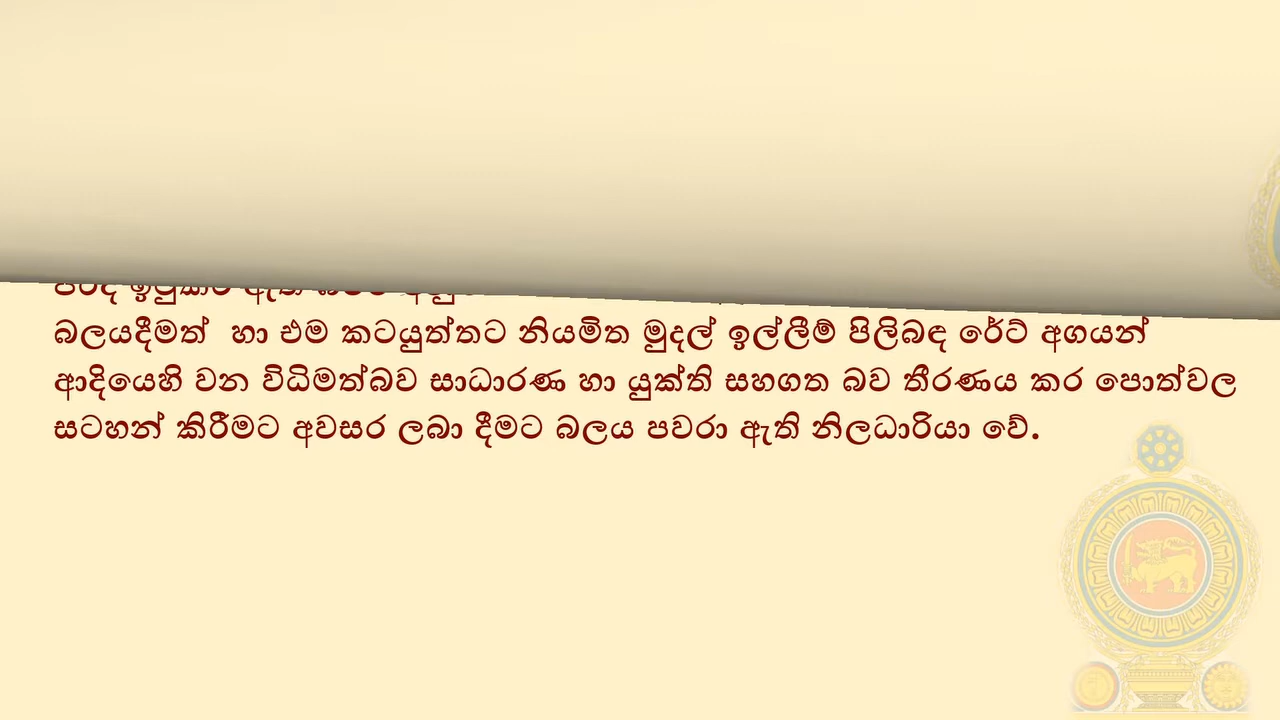 බලයදීමත් හා එම කටයුත්තට නියමිත මුදල් ඉල්ලීම් පිලිබඳ රේට් අගයන්
ආදියෙහි වන විධිමත්බව සාධාරණ හා යුක්ති සහගත බව තීරණය කර පොත්වල
සටහන් කිරීමට අවසර ලබා දීමට බලය පවරා ඇති නිලධාරියා වේ.